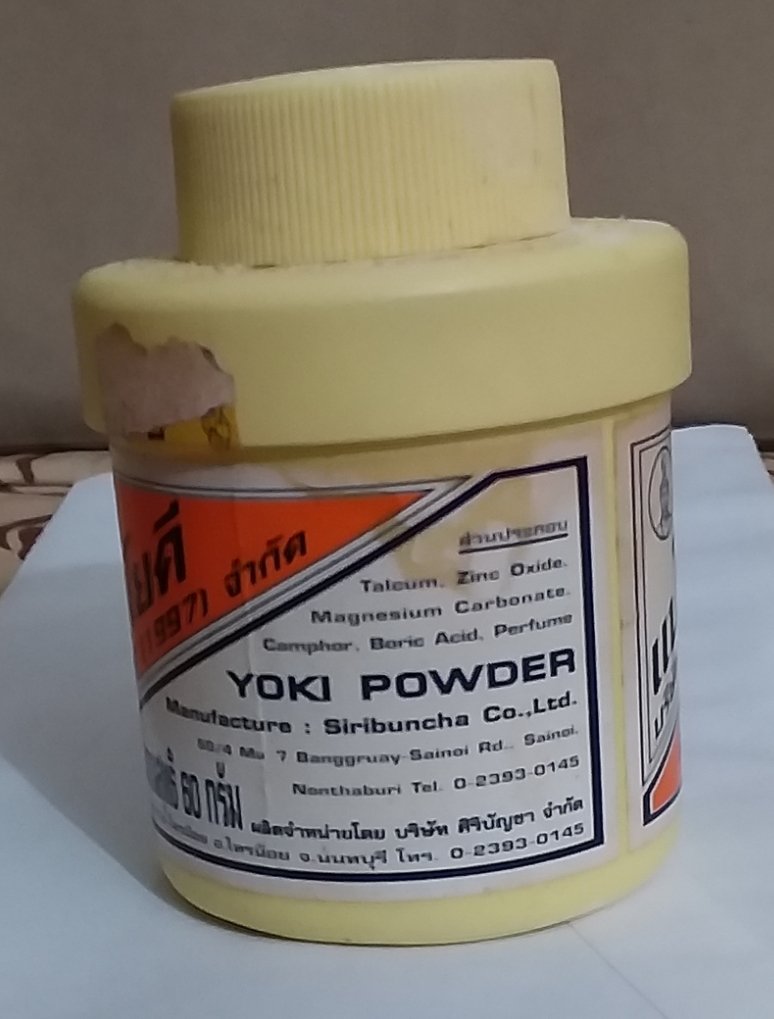 (1997) จำกัด
ส่วนประกอบ
Talcum, Zinc Oxide,
Magnesium Carbonate,
Camphor, Boric Acid, Perfume
YOKI POWDER
Manufacture : Siribuncha Co.,Ltd.
60/4 Mu 7 Banggruay-Sainoi Rd., Sainoi,
Nonthaburi Tel. 0-2393-0145
60 กรัม
ผลิตจำหน่ายโดย บริษัท ศิริบัญชา จำกัด
อ.ไทรน้อย จ.นนทบุรี โทร. 0-2393-0145